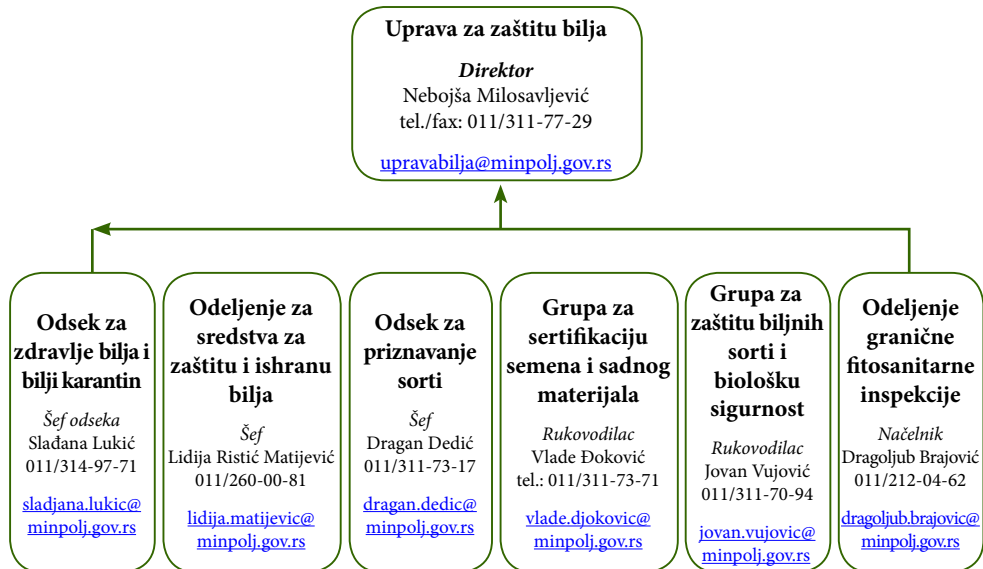 Uprava za zaštitu bilja
Direktor
Nebojša Milosavljević
tel./fax: 011/311-77-29
upravabilja@minpolj.gov.rs
Odsek za
zdravlje bilja i
bilji karantin
Šef odseka
Slađana Lukić
011/314-97-71
sladjana.lukic@
minpolj.gov.rs
Odeljenje za
sredstva za
zaštitu i ishranu
bilja
Šef
Lidija Ristić Matijević
011/260-00-81
lidija.matijevic@
minpolj.gov.rs
Odsek za
priznavanje
sorti
Šef
Dragan Dedić
011/311-73-17
dragan.dedic@
minpolj.gov.rs
Grupa za
sertifikaciju
semena i sadnog
materijala
Rukovodilac
Vlade Đoković
tel.: 011/311-73-71
vlade.djokovic@
minpolj.gov.rs
Grupa za
zaštitu biljnih
sorti i
biološku
sigurnost
Rukovodilac
Jovan Vujović
011/311-70-94
jovan.vujovic@
minpolj.gov.rs
Odeljenje
granične
fitosanitarne
inspekcije
Načelnik
Dragoljub Brajović
011/212-04-62
dragoljub.brajovic@
minpolj.gov.rs